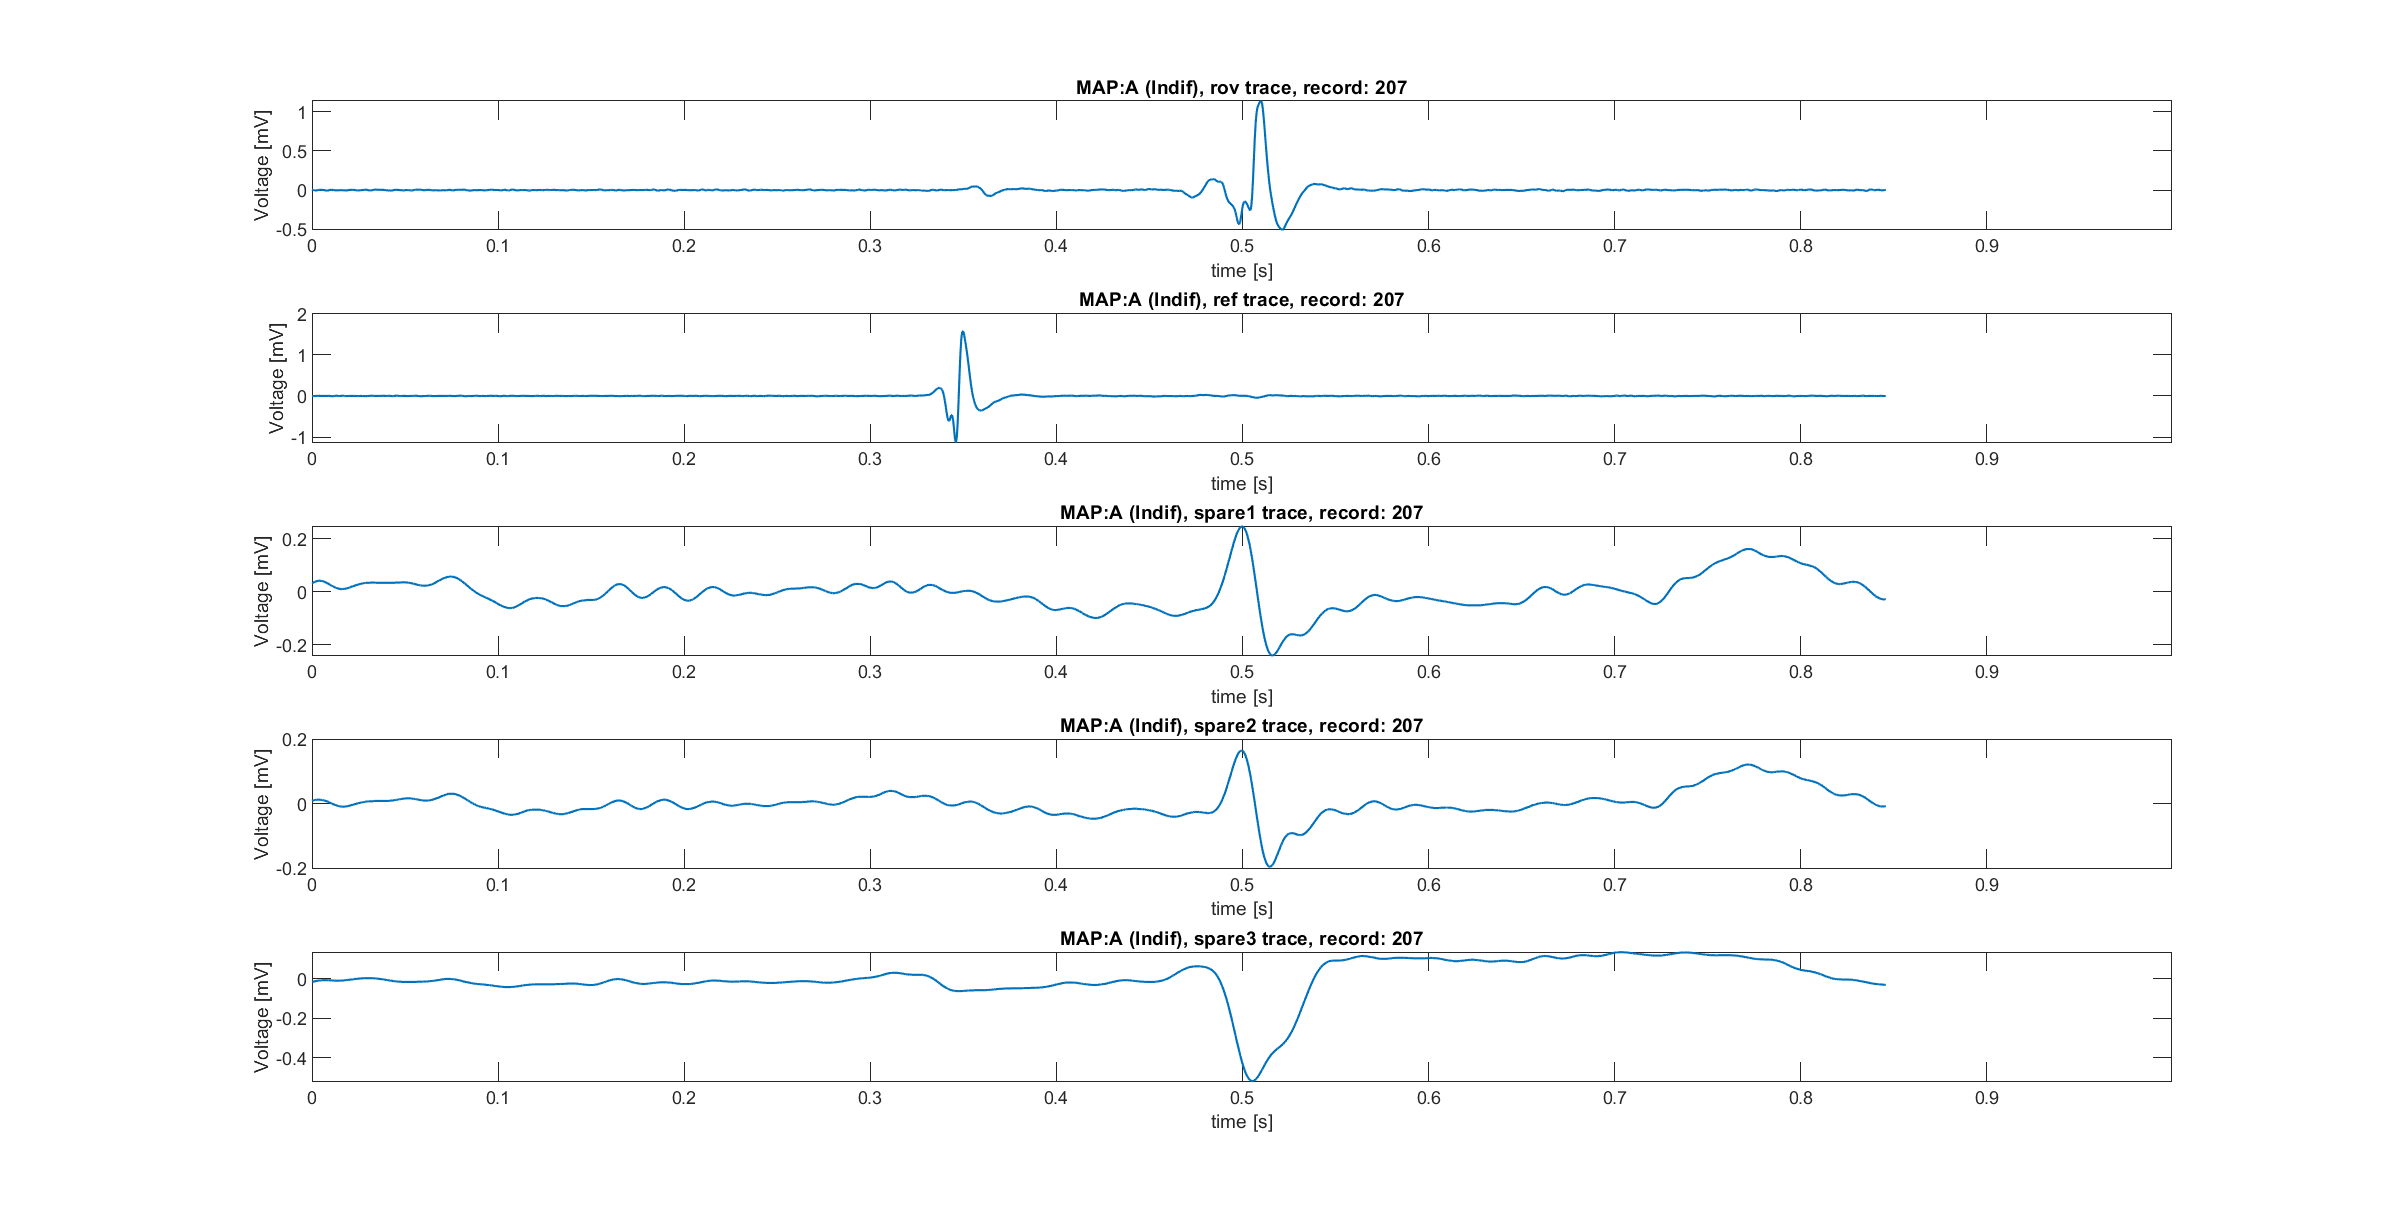 MAP:A (Indif), rov trace, record: 207
Voltage [mV]
1
0.5
0
-0.5
0 0.1 0.2 0.3 0.4 0.5 0.6 0.7 0.8 0.9
time [s]
MAP:A (Indif), ref trace, record: 207
Voltage [mV]
2
1
0
-1
0 0.1 0.2 0.3 0.4 0.5 0.6 0.7 0.8 0.9
time [s]
MAP:A (Indif), spare1 trace, record: 207
Voltage [mV]
0.2
0
-0.2
0 0.1 0.2 0.3 0.4 0.5 0.6 0.7 0.8 0.9
time [s]
MAP:A (Indif), spare2 trace, record: 207
Voltage [mV]
0.2
0
-0.2
0 0.1 0.2 0.3 0.4 0.5 0.6 0.7 0.8 0.9
time [s]
MAP:A (Indif), spare3 trace, record: 207
Voltage [mV]
0
-0.2
-0.4
0 0.1 0.2 0.3 0.4 0.5 0.6 0.7 0.8 0.9
time [s]